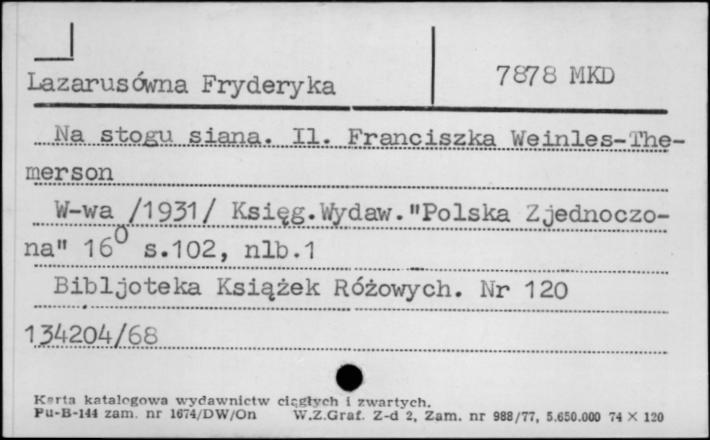 Lazarusówna Fryderyka
7878 MKD
Na stogu siana. Il. Franciszka Weinles-The-
merson
W-wa /1931/ Księg.Wydaw."Polska Zjednoczo-
na" 16⁰ s.102, nlb.1
Bibljoteka Książek Różowych. Nr 120
134204/68
Karta katalogowa wydawnictw ciągłych i zwartych.
Pu-B-144 zam. nr 1674/DW/On W.Z.Graf. Z-d 2, Zam. nr 988/77, 5.650.000 74 × 120